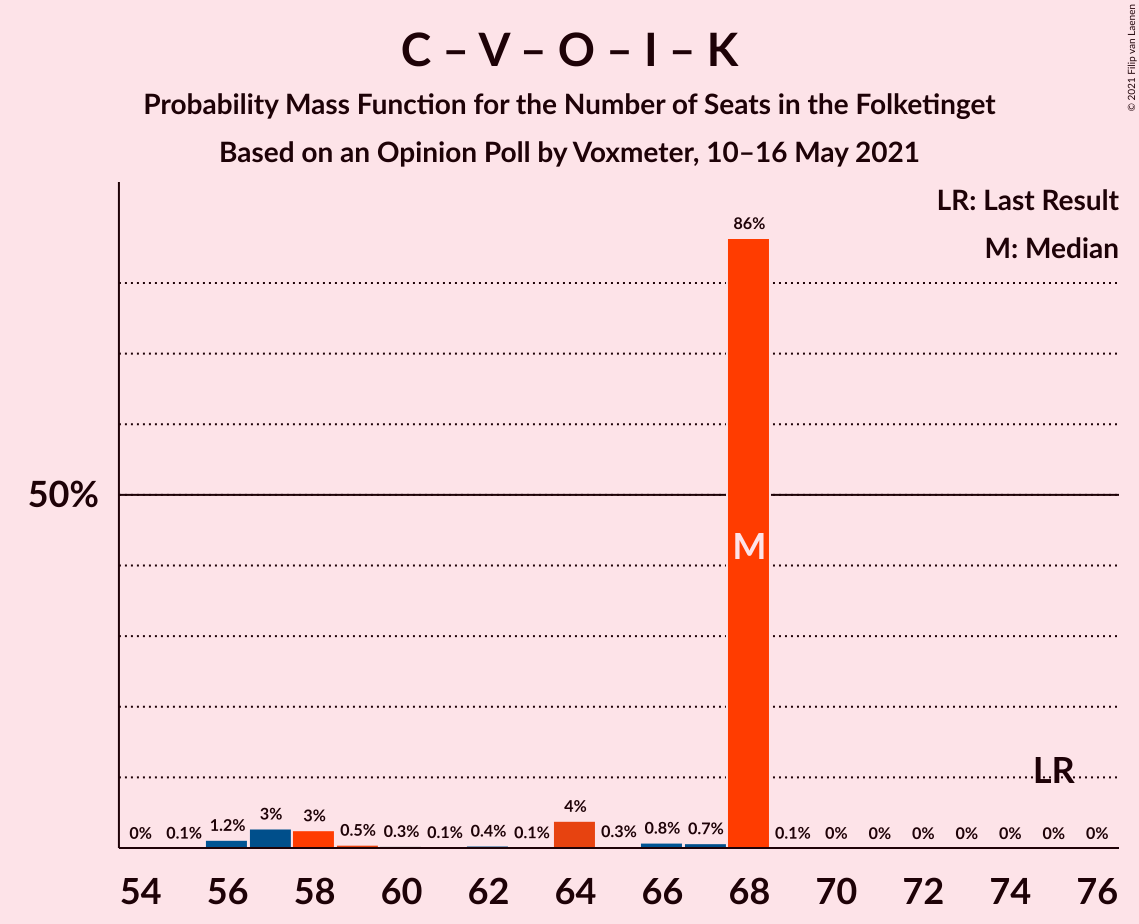 C – V – O – I – K
Probability Mass Function for the Number of Seats in the Folketinget
Based on an Opinion Poll by Voxmeter, 10–16 May 2021
© 2021 Filip van Laenen
LR: Last Result
M: Median
86%
50%
M
LR
0% 0.1% 1.2% 3% 3% 0.5% 0.3% 0.1% 0.4% 0.1% 4% 0.3% 0.8% 0.7% 0.1% 0% 0% 0% 0% 0% 0% 0%
54 56 58 60 62 64 66 68 70 72 74 76